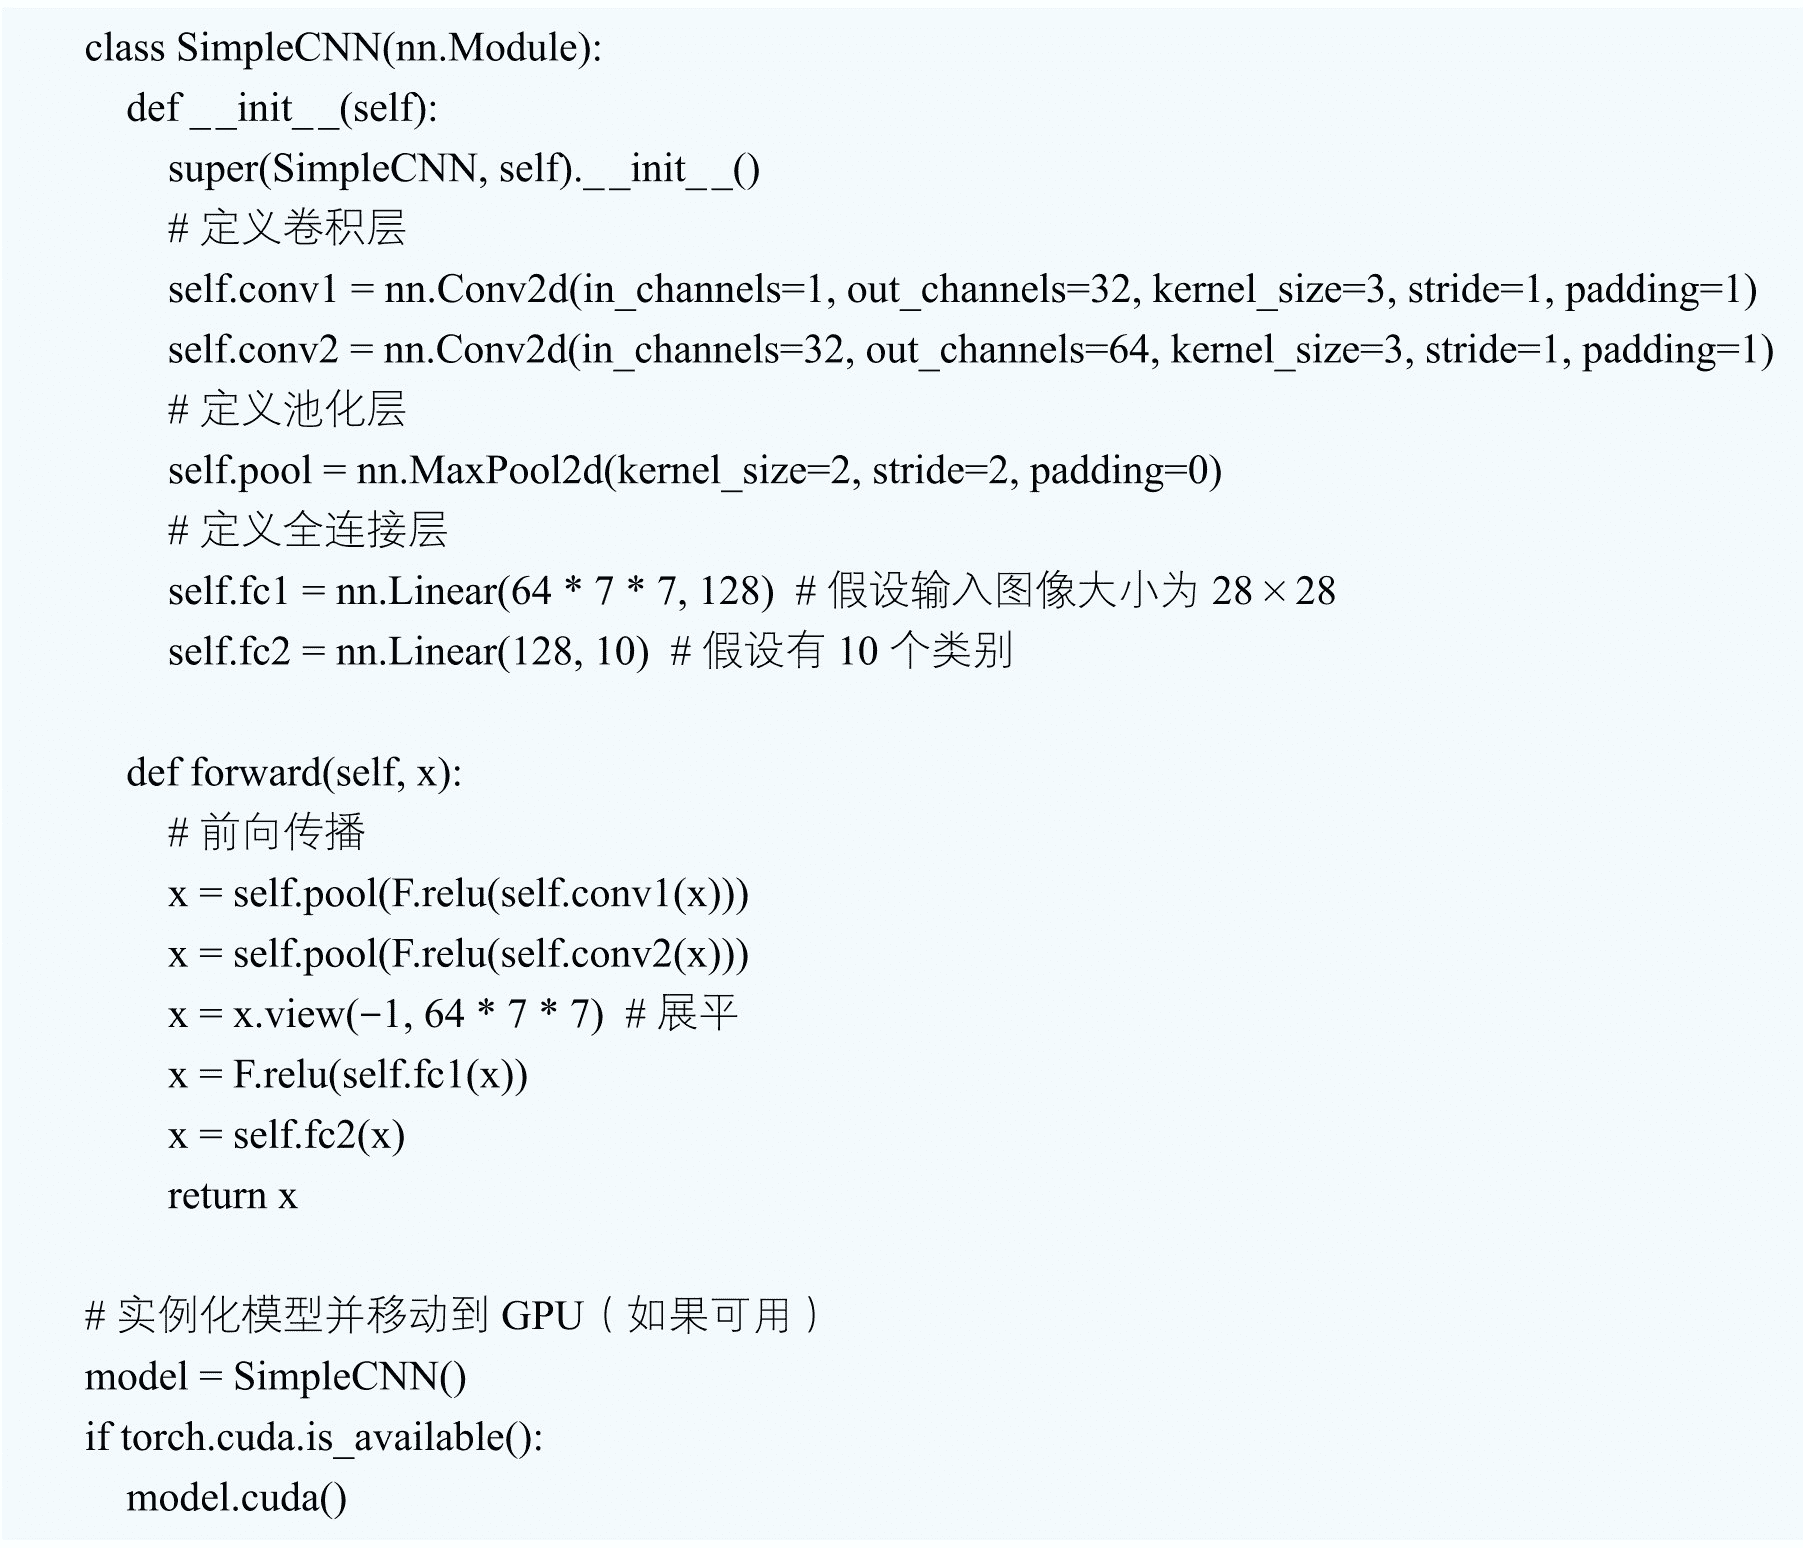 class SimpleCNN(nn.Module):
def __init__(self):
super(SimpleCNN, self).__init__()
# 定义卷积层
self.conv1 = nn.Conv2d(in_channels=1, out_channels=32, kernel_size=3, stride=1, padding=1)
self.conv2 = nn.Conv2d(in_channels=32, out_channels=64, kernel_size=3, stride=1, padding=1)
# 定义池化层
self.pool = nn.MaxPool2d(kernel_size=2, stride=2, padding=0)
# 定义全连接层
self.fc1 = nn.Linear(64 * 7 * 7, 128)  # 假设输入图像大小为 28×28
self.fc2 = nn.Linear(128, 10)  # 假设有 10 个类别
def forward(self, x):
# 前向传播
x = self.pool(F.relu(self.conv1(x)))
x = self.pool(F.relu(self.conv2(x)))
x = x.view(−1, 64 * 7 * 7)  # 展平
x = F.relu(self.fc1(x))
x = self.fc2(x)
return x
# 实例化模型并移动到 GPU（如果可用）
model = SimpleCNN()
if torch.cuda.is_available():
model.cuda()